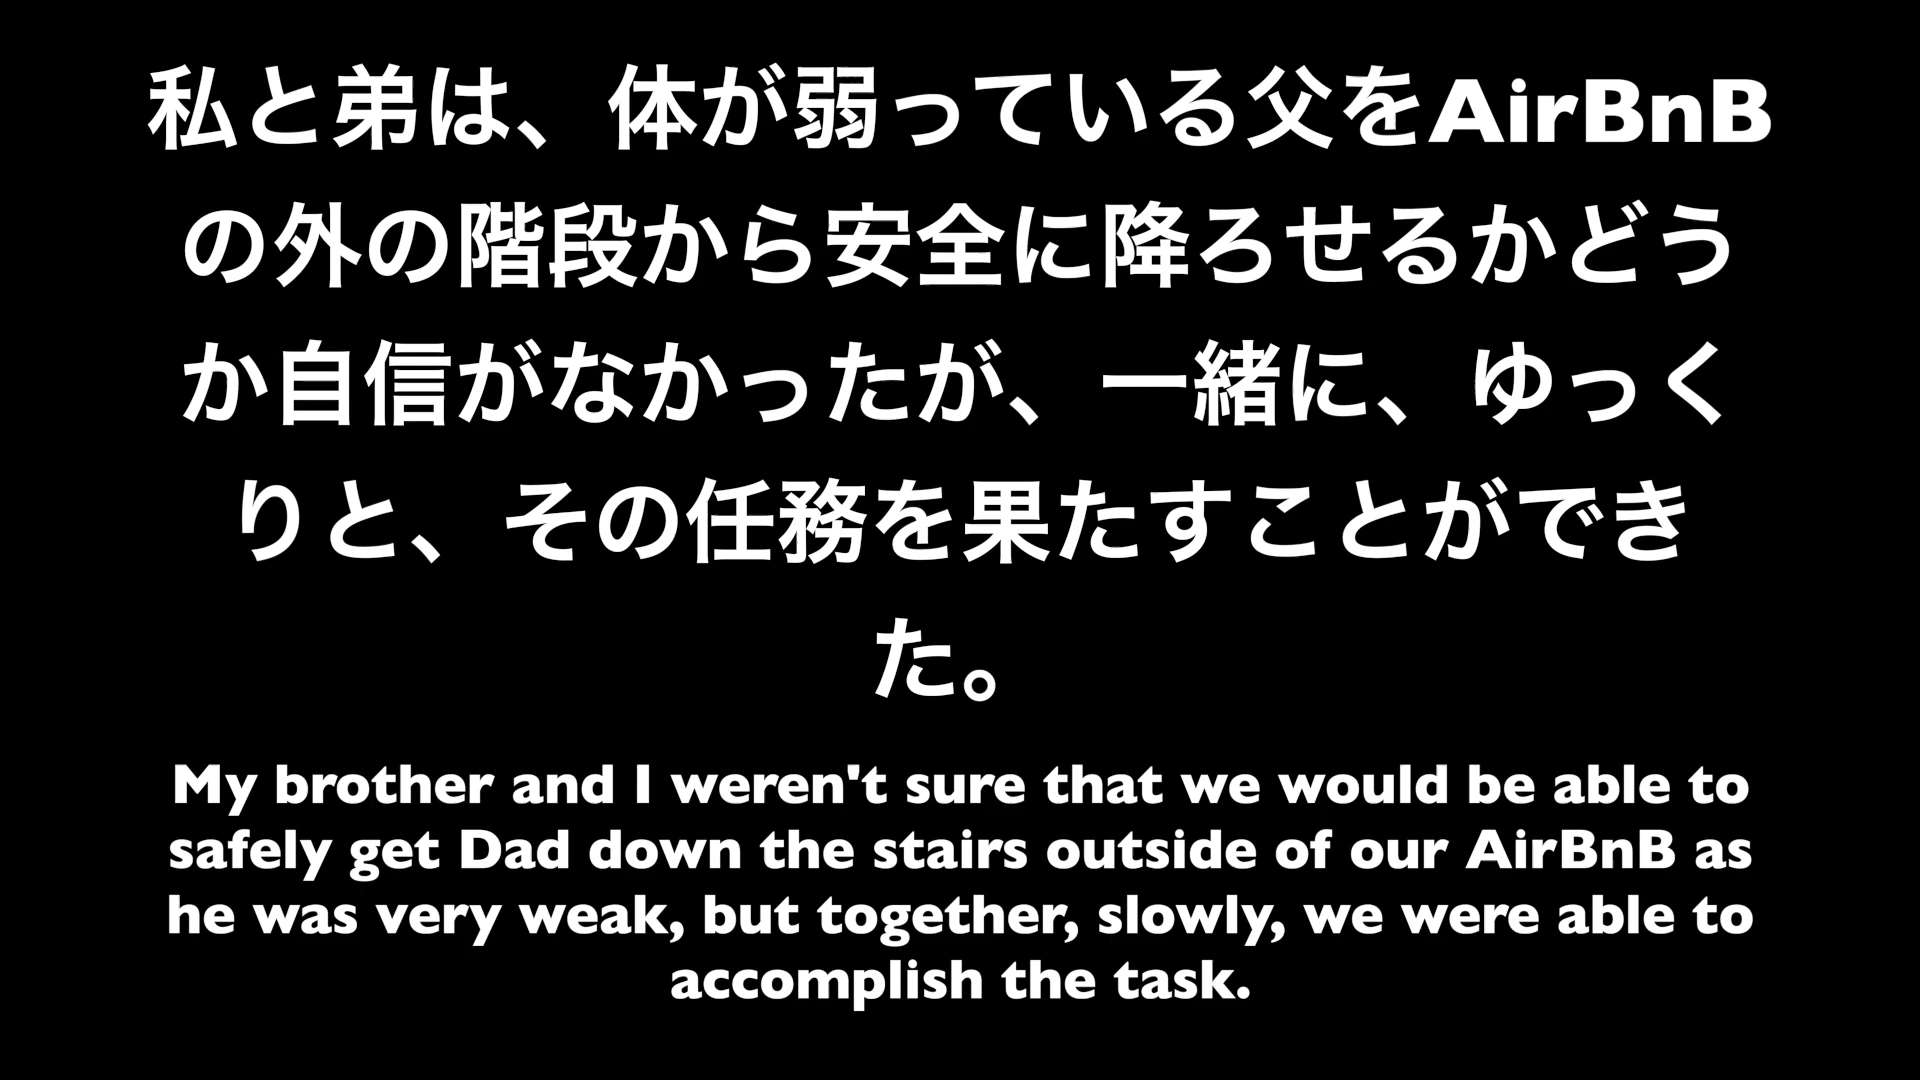 私と弟は、体が弱っている父をAirBnB
の外の階段から安全に降ろせるかどう
か自信がなかったが、一緒に、ゆっく
りと、その任務を果たすことができ
た。
My brother and I weren't sure that we would be able to
safely get Dad down the stairs outside of our AirBnB as
he was very weak, but together, slowly, we were able to
accomplish the task.